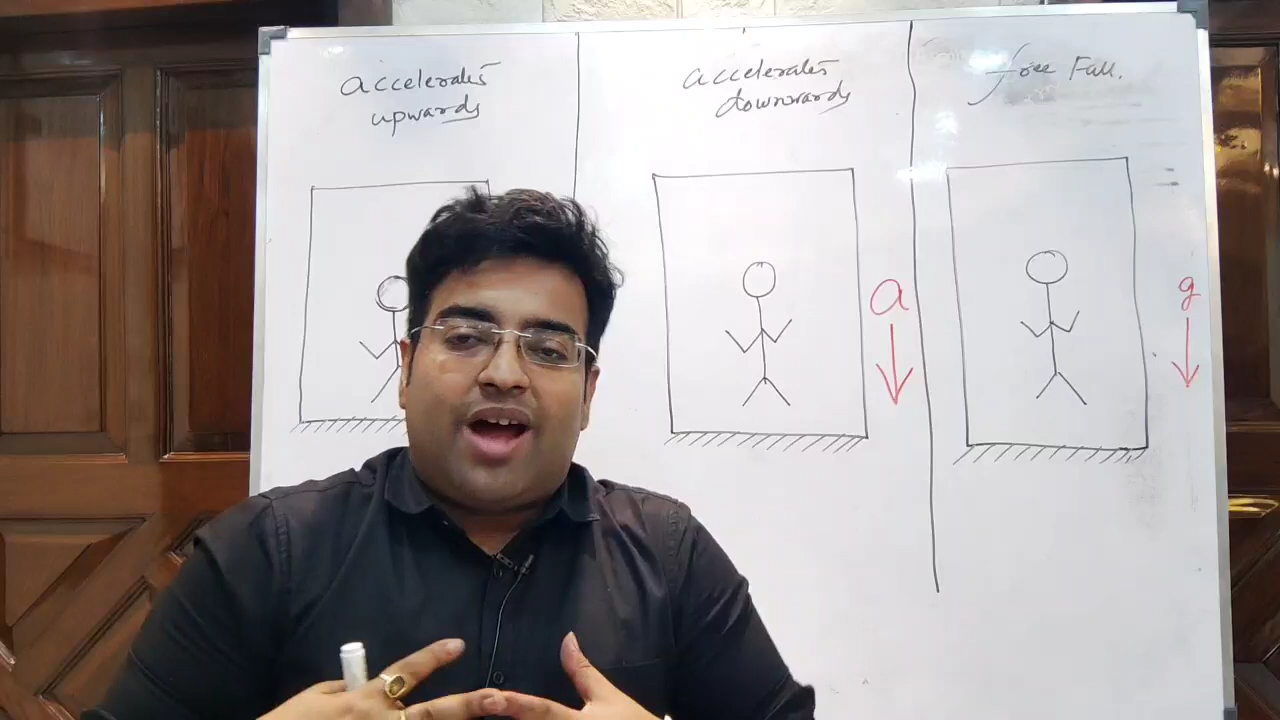 accelerates
upwards
accelerates
downwards
free Fall.
a
g